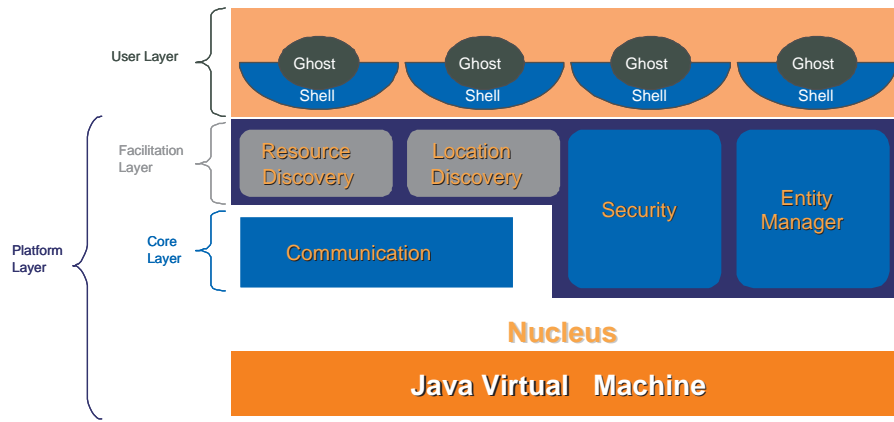 User Layer
Ghost
Shell
Ghost
Shell
Ghost
Shell
Ghost
Shell
Platform
Layer
Facilitation
Layer
Resource
Discovery
Location
Discovery
Security
Entity
Manager
Core
Layer
Communication
Nucleus
Java Virtual Machine